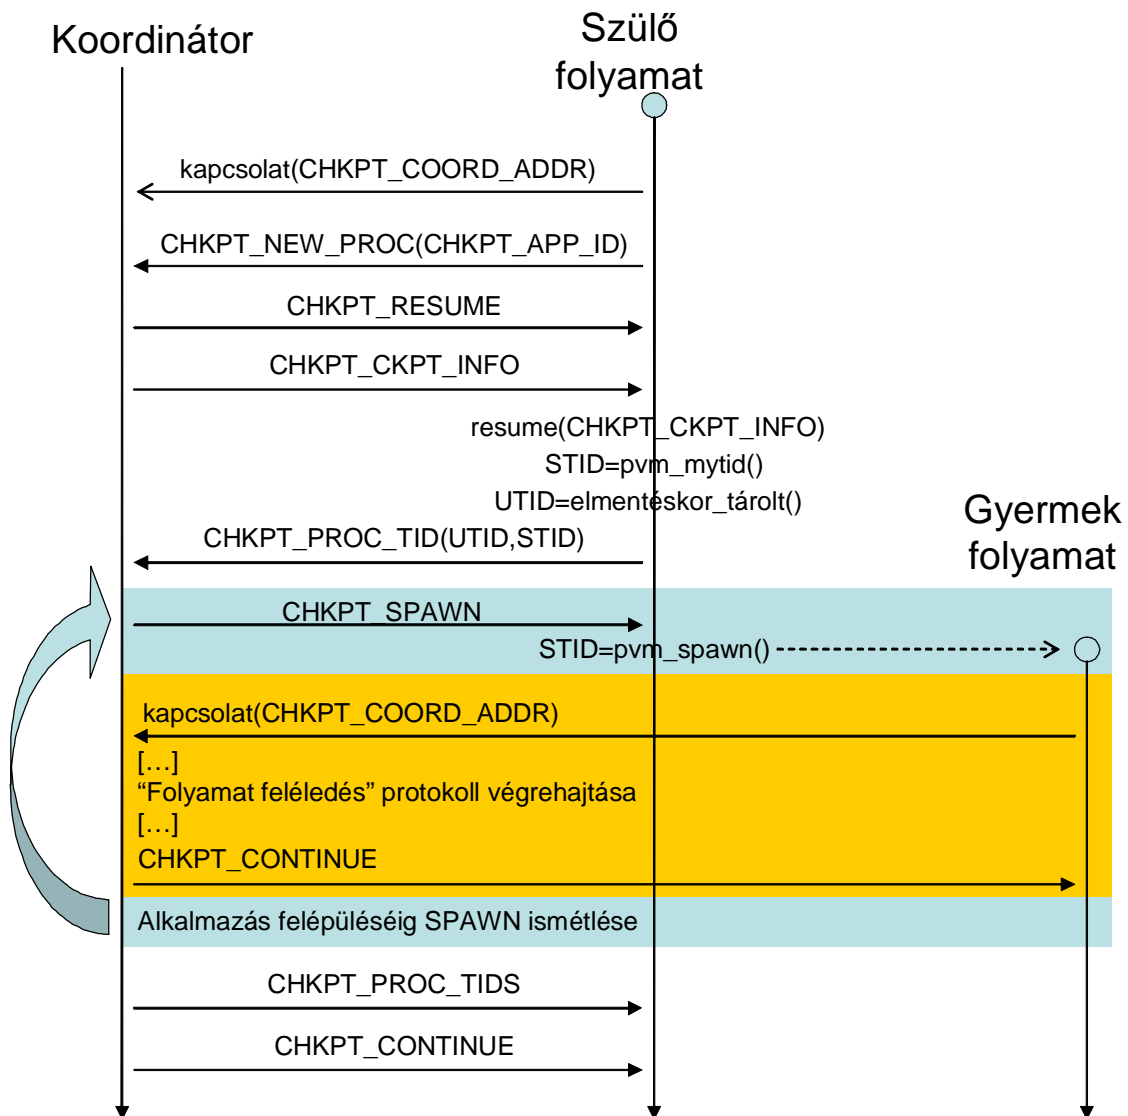 Koordinátor
Szülő
folyamat
kapcsolat(CHKPT_COORD_ADDR)
CHKPT_NEW_PROC(CHKPT_APP_ID)
CHKPT_RESUME
CHKPT_CKPT_INFO
resume(CHKPT_CKPT_INFO)
STID=pvm_mytid()
UTID=elmentéskor_tárolt()
Gyermek
folyamat
CHKPT_PROC_TID(UTID,STID)
CHKPT_SPAWN
STID=pvm_spawn()
kapcsolat(CHKPT_COORD_ADDR)
[…]
“Folyamat feléledés” protokoll végrehajtása
[…]
CHKPT_CONTINUE
Alkalmazás felépüléséig SPAWN ismétlése
CHKPT_PROC_TIDS
CHKPT_CONTINUE